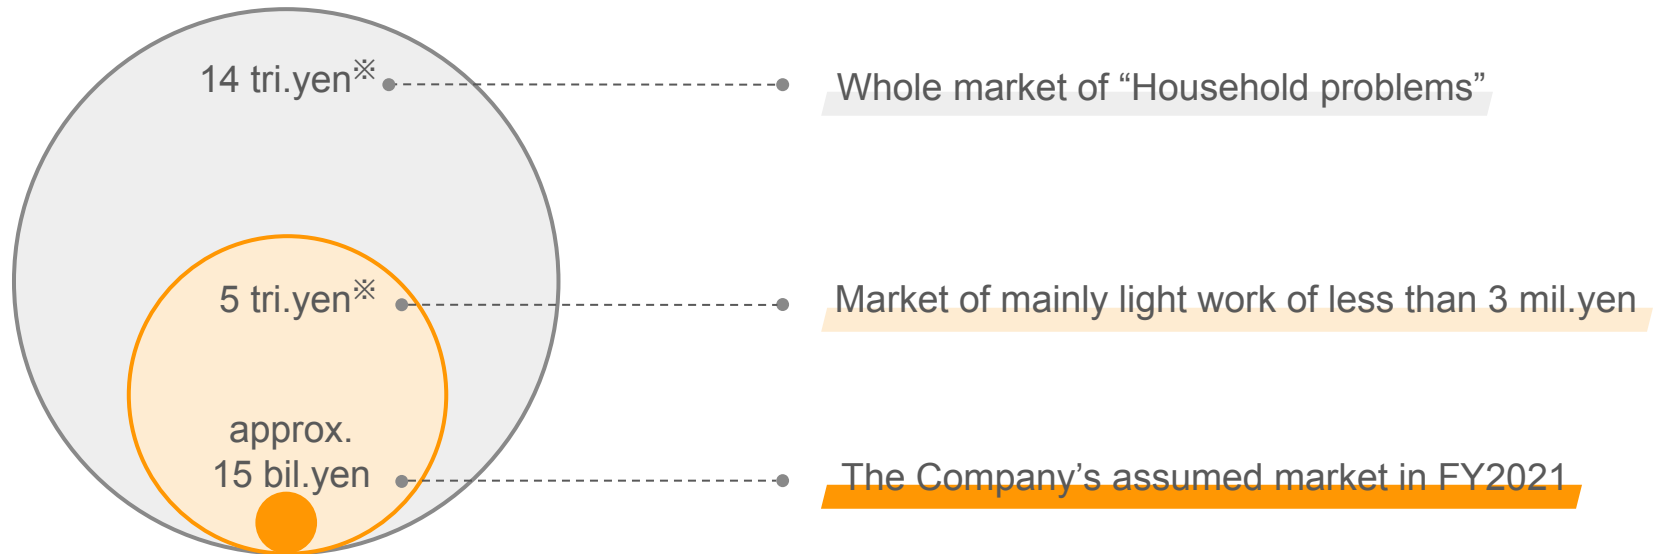 14 tri.yen※
Whole market of “Household problems”
5 tri.yen※
Market of mainly light work of less than 3 mil.yen
approx.
15 bil.yen
The Company’s assumed market in FY2021